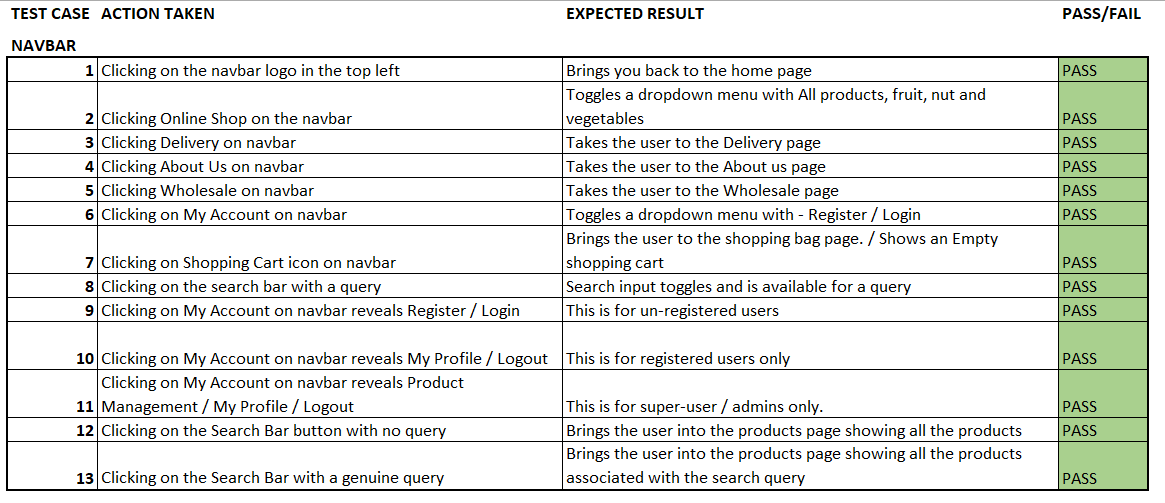 TEST CASE ACTION TAKEN EXPECTED RESULT PASS/FAIL
NAVBAR
1 Clicking on the navbar logo in the top left Brings you back to the home page PASS
Toggles a dropdown menu with All products, fruit, nut and
2 Clicking Online Shop on the navbar vegetables PASS
3 Clicking Delivery on navbar Takes the user to the Delivery page PASS
4 Clicking About Us on navbar Takes the user to the About us page PASS
5 Clicking Wholesale on navbar Takes the user to the Wholesale page PASS
6 Clicking on My Account on navbar Toggles a dropdown menu with - Register / Login PASS
Brings the user to the shopping bag page. / Shows an Empty
7 Clicking on Shopping Cart icon on navbar shopping cart PASS
8 Clicking on the search bar with a query Search input toggles and is available for a query PASS
9 Clicking on My Account on navbar reveals Register / Login This is for un-registered users PASS
10 Clicking on My Account on navbar reveals My Profile / Logout This is for registered users only PASS
Clicking on My Account on navbar reveals Product
11 Management / My Profile / Logout This is for super-user / admins only. PASS
12 Clicking on the Search Bar button with no query Brings the user into the products page showing all the products PASS
Brings the user into the products page showing all the products
13 Clicking on the Search Bar with a genuine query associated with the search query PASS